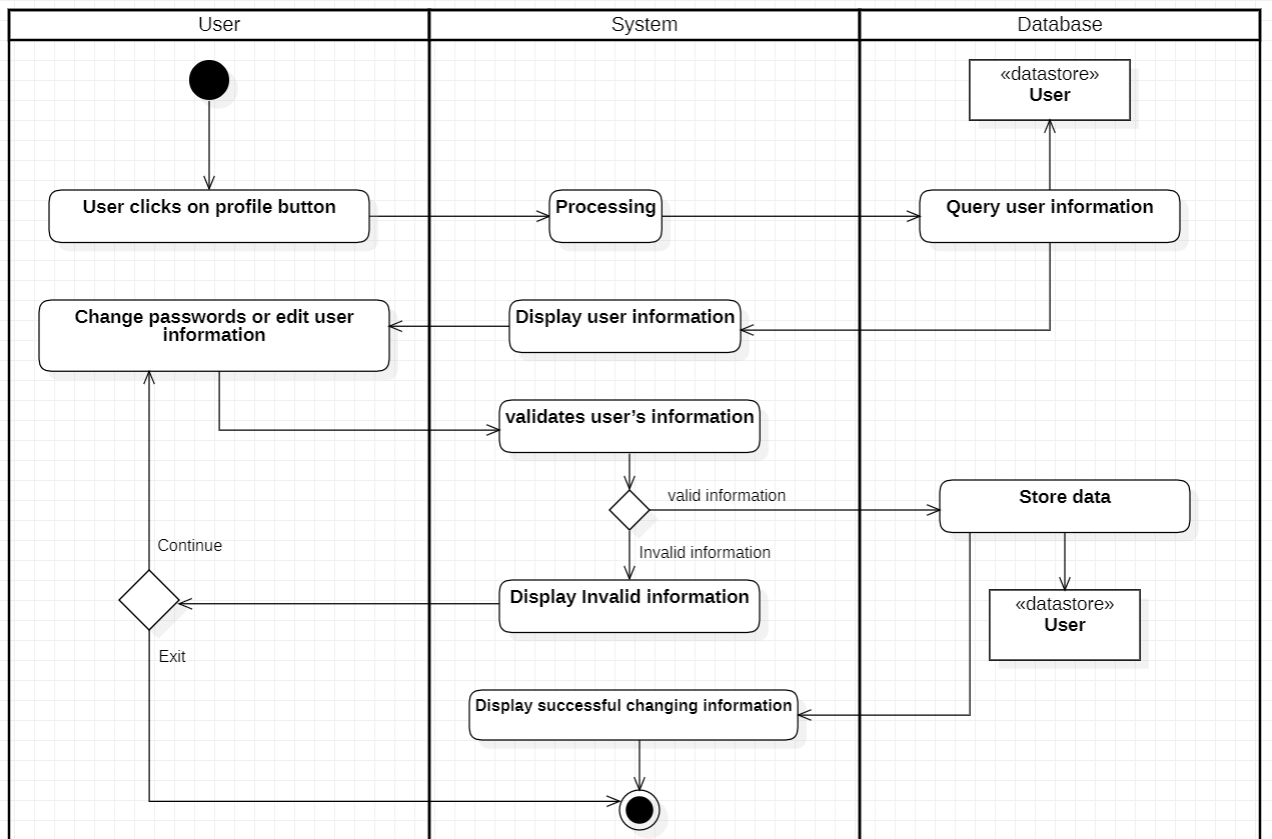 User
System
Database
«datastore»
User
User clicks on profile button
Processing
Query user information
Change passwords or edit user
information
Display user information
validates user’s information
valid information
Store data
Continue
Invalid information
Display Invalid information
«datastore»
User
Exit
Display successful changing information